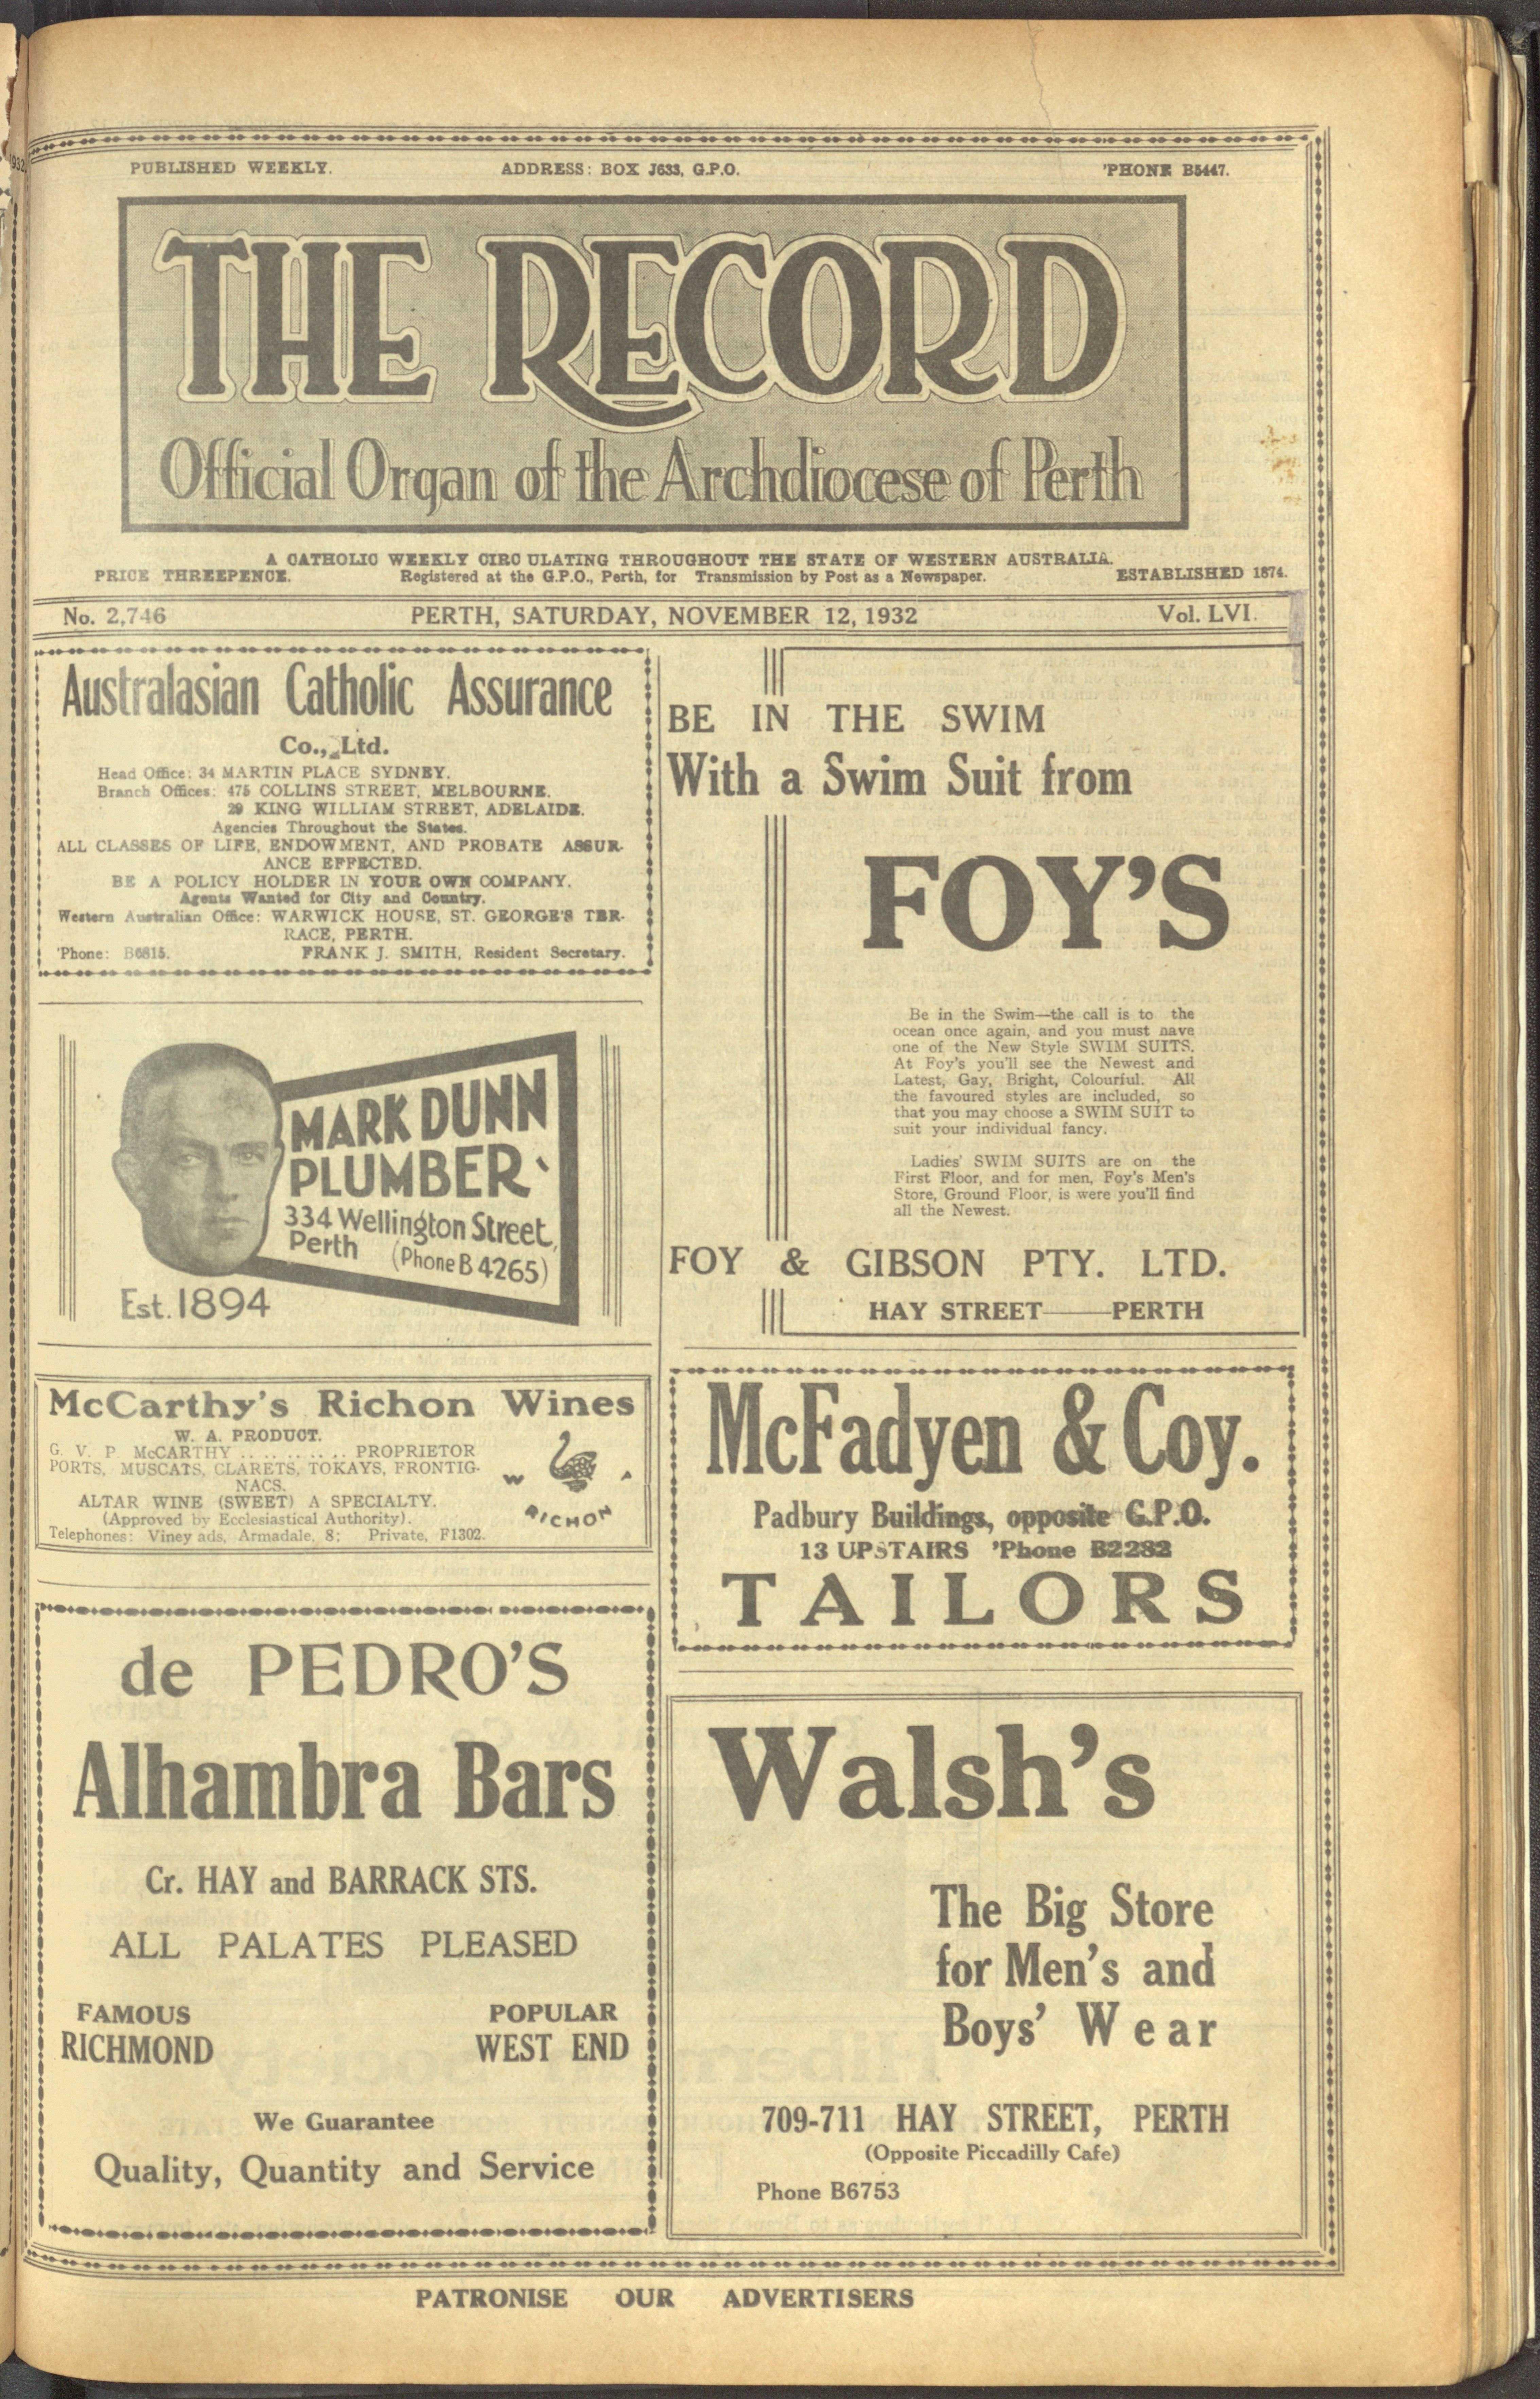 PUBLISHED WEEKLY. ADDRESS: BOX J633, G.P.O. 'PHONE B5447.
THE RECORD
Official Organ of the Archdiocese of Perth
A CATHOLIC WEEKLY CIRC ULATING THROUGHOUT THE STATE OF WESTERN AUSTRALIA.
PRICE THREEPENCE. Registered at the G.P.O., Perth, for Transmission by Post as a Newspaper. ESTABLISHED 1874.
No. 2,746 PERTH, SATURDAY, NOVEMBER 12, 1932 Vol. LVI.
Australasian Catholic Assurance
Co., Ltd.
Head Office: 34 MARTIN PLACE SYDNEY.
Branch Offices: 475 COLLINS STREET, MELBOURNE.
29 KING WILLIAM STREET, ADELAIDE.
Agencies Throughout the States.
ALL CLASSES OF LIFE, ENDOWMENT, AND PROBATE ASSUR-
ANCE EFFECTED.
BE A POLICY HOLDER IN YOUR OWN COMPANY.
Agents Wanted for City and Country.
Western Australian Office: WARWICK HOUSE, ST. GEORGE'S TER-
RACE, PERTH.
'Phone: B6815. FRANK J. SMITH, Resident Secretary.
MARK DUNN
PLUMBER
334 Wellington Street,
Perth (Phone B 4265)
Est. 1894
McCarthy's Richon Wines
W. A. PRODUCT.
G. V. P. McCARTHY .. .. .. .. .. PROPRIETOR
PORTS, MUSCATS, CLARETS, TOKAYS, FRONTIG-
NACS.
ALTAR WINE (SWEET) A SPECIALTY.
(Approved by Ecclesiastical Authority).
Telephones: Viney ads, Armadale, 8; Private, F1302.
W A
RICHON
de PEDRO'S
Alhambra Bars
Cr. HAY and BARRACK STS.
ALL PALATES PLEASED
FAMOUS POPULAR
RICHMOND WEST END
We Guarantee
Quality, Quantity and Service
BE IN THE SWIM
With a Swim Suit from
FOY'S
Be in the Swim—the call is to the
ocean once again, and you must have
one of the New Style SWIM SUITS.
At Foy's you'll see the Newest and
Latest, Gay, Bright, Colourful. All
the favoured styles are included, so
that you may choose a SWIM SUIT to
suit your individual fancy.
Ladies' SWIM SUITS are on the
First Floor, and for men, Foy's Men's
Store, Ground Floor, is were you'll find
all the Newest.
FOY & GIBSON PTY. LTD.
HAY STREET——PERTH
McFadyen & Coy.
Padbury Buildings, opposite G.P.O.
13 UPSTAIRS 'Phone B2282
TAILORS
Walsh's
The Big Store
for Men's and
Boys' Wear
709-711 HAY STREET, PERTH
(Opposite Piccadilly Cafe)
Phone B6753
PATRONISE OUR ADVERTISERS